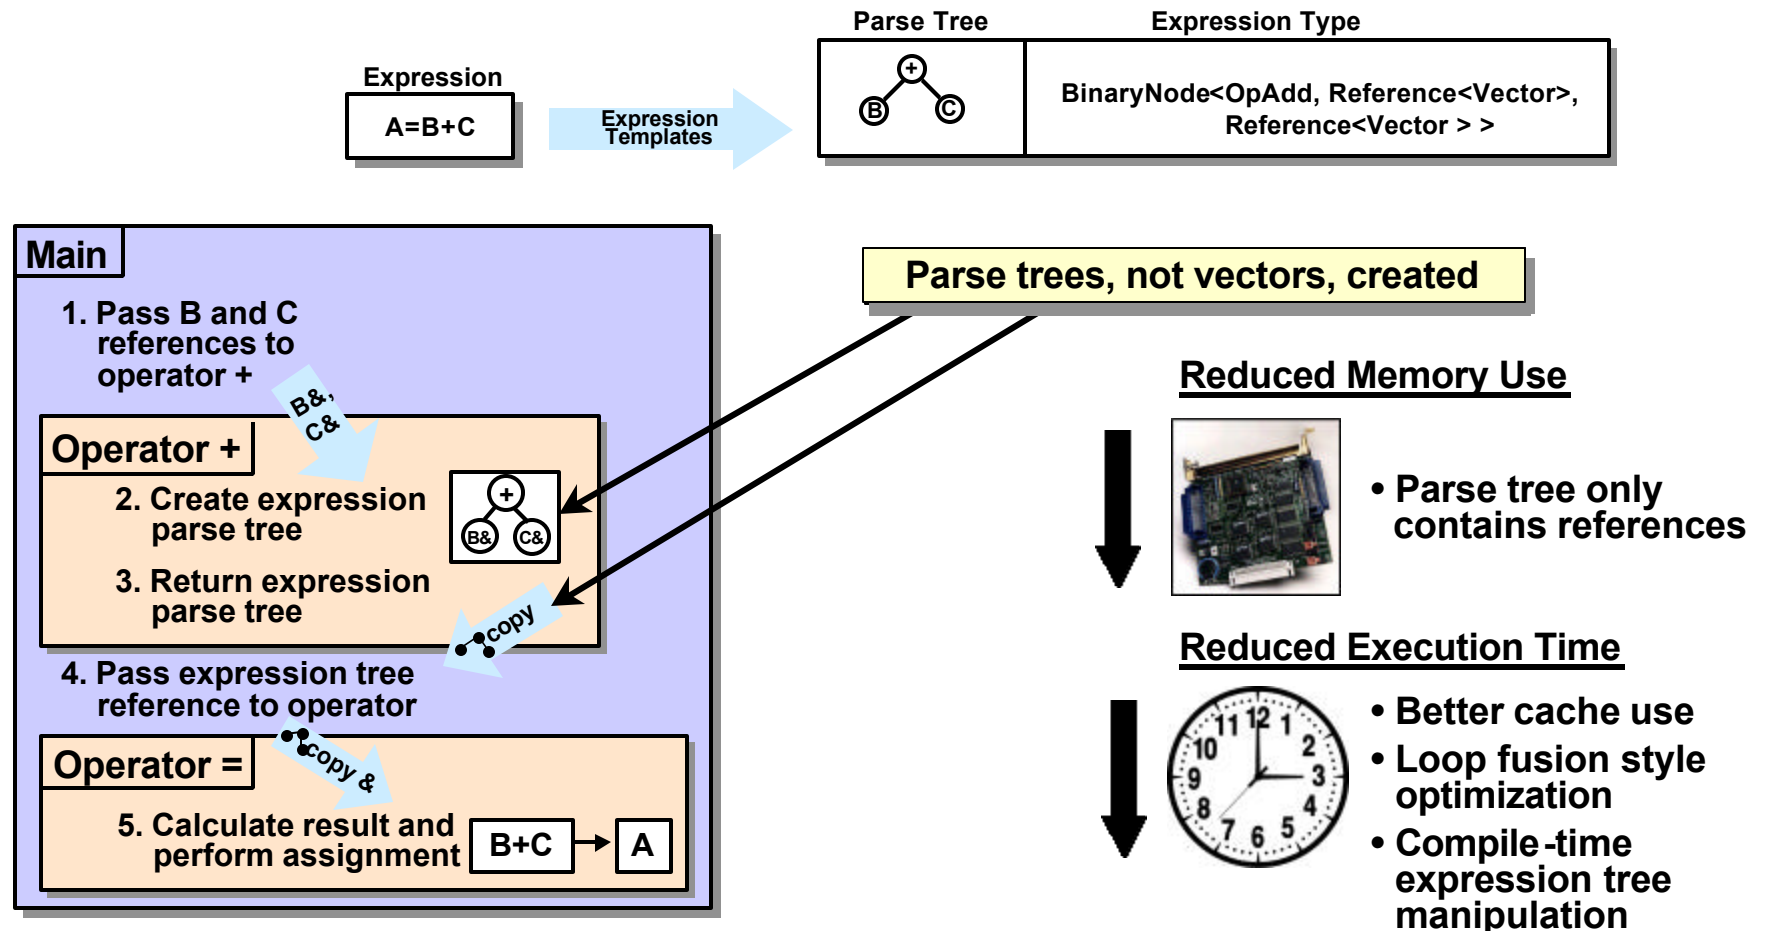 Parse Tree
Expression Type
Expression
A=B+C
Expression
Templates
+
B
C
BinaryNode<OpAdd, Reference<Vector>,
Reference<Vector > >
Main
1. Pass B and C
references to
operator +
B&,
C&
Operator +
2. Create expression
parse tree
+
B&
C&
3. Return expression
parse tree
copy
4. Pass expression tree
reference to operator
copy &
Operator =
5. Calculate result and
perform assignment
B+C
A
Parse trees, not vectors, created
Reduced Memory Use
• Parse tree only
contains references
Reduced Execution Time
12
1
2
3
4
5
6
7
8
9
10
11
• Better cache use
• Loop fusion style
optimization
• Compile-time
expression tree
manipulation